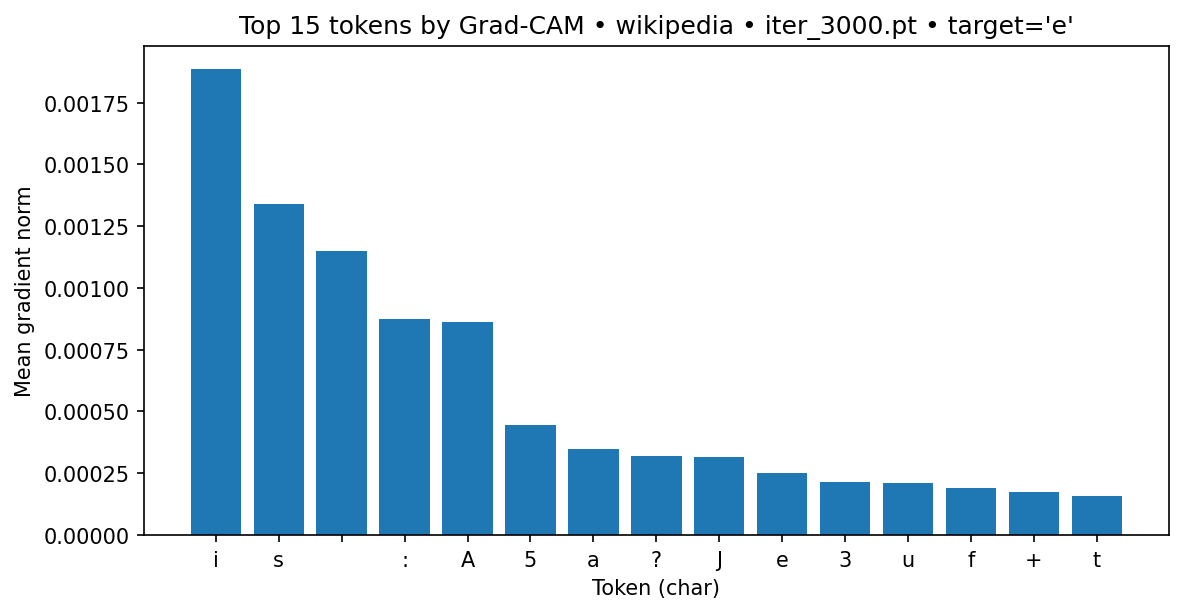 Top 15 tokens by Grad-CAM • wikipedia • iter_3000.pt • target='e'
Mean gradient norm
0.00175
0.00150
0.00125
0.00100
0.00075
0.00050
0.00025
0.00000
i s : A 5 a ? J e 3 u f + t
Token (char)